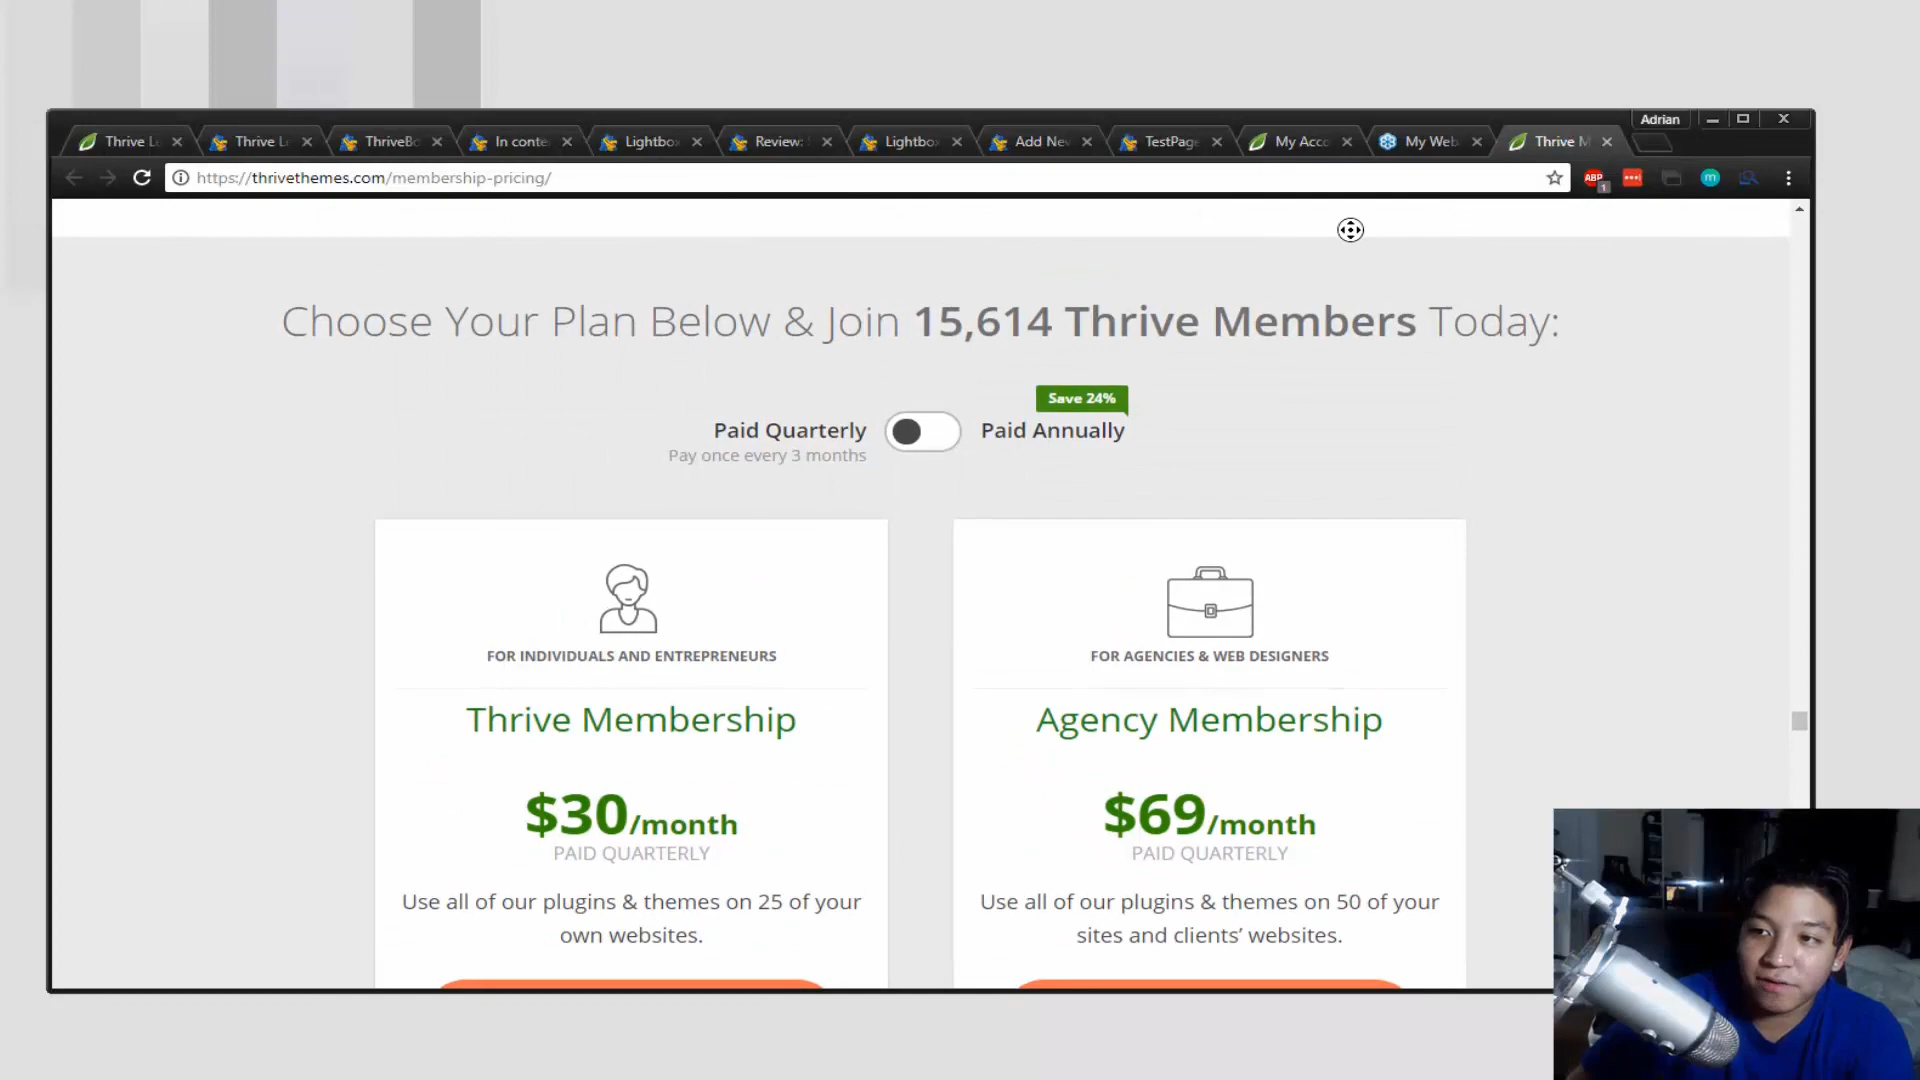 Adrian
Thrive L
Thrive L
ThriveBo
In conte
Lightbo
Review:
Lightbo
Add Nev
TestPage
My Acco
My Web
Thrive M
https://thrivethemes.com/membership-pricing/
ABP
1
m
Choose Your Plan Below & Join 15,614 Thrive Members Today:
Save 24%
Paid Quarterly
Paid Annually
Pay once every 3 months
FOR INDIVIDUALS AND ENTREPRENEURS
Thrive Membership
$30/month
PAID QUARTERLY
Use all of our plugins & themes on 25 of your
own websites.
FOR AGENCIES & WEB DESIGNERS
Agency Membership
$69/month
PAID QUARTERLY
Use all of our plugins & themes on 50 of your
sites and clients’ websites.